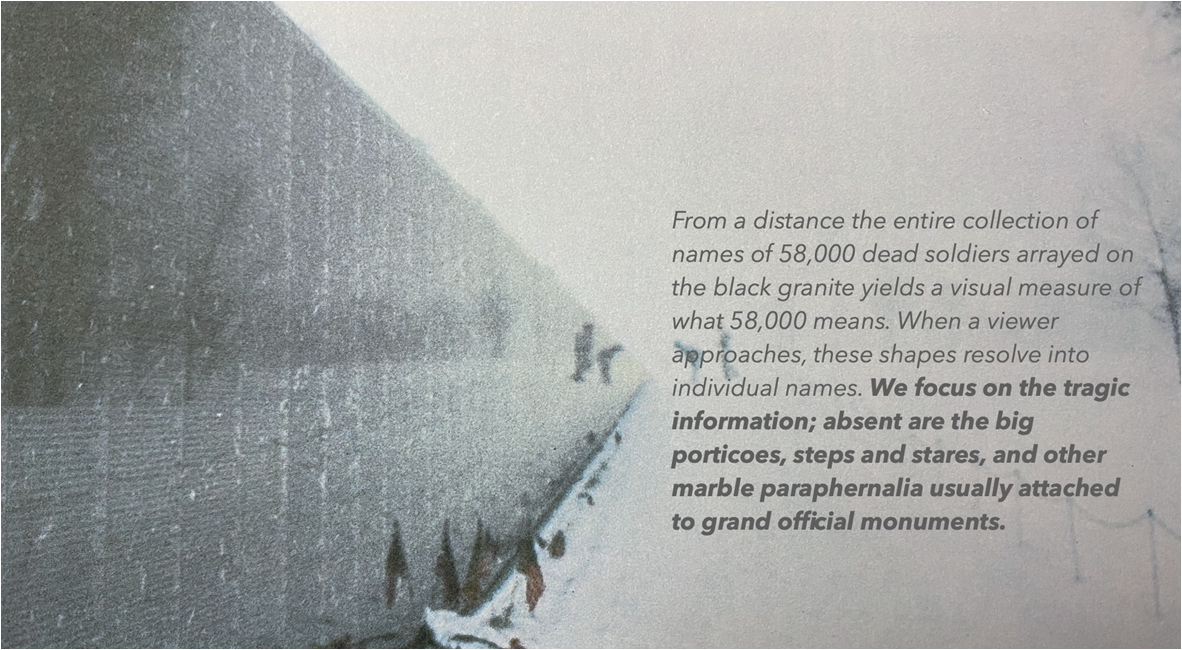 From a distance the entire collection of
names of 58,000 dead soldiers arrayed on
the black granite yields a visual measure of
what 58,000 means. When a viewer
approaches, these shapes resolve into
individual names. We focus on the tragic
information; absent are the big
porticoes, steps and stares, and other
marble paraphernalia usually attached
to grand official monuments.